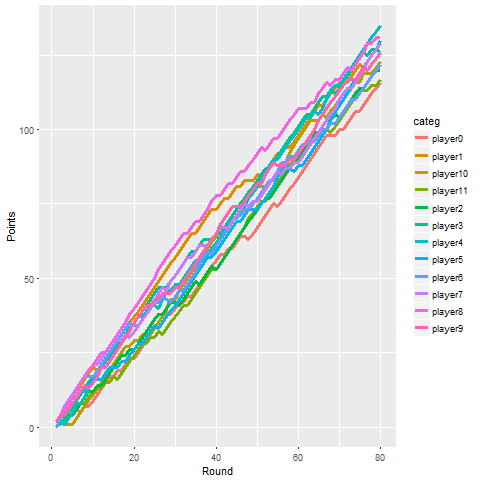 100
50
0
Points
0
20
40
60
80
Round
categ
player0
player1
player10
player11
player2
player3
player4
player5
player6
player7
player8
player9